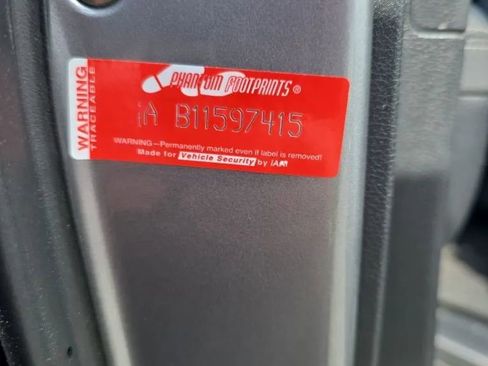 WARNING
TRACEABLE
PHANTOM FOOTPRINTS®
iA B11597415
WARNING—Permanently marked even if label is removed!
Made for Vehicle Security by